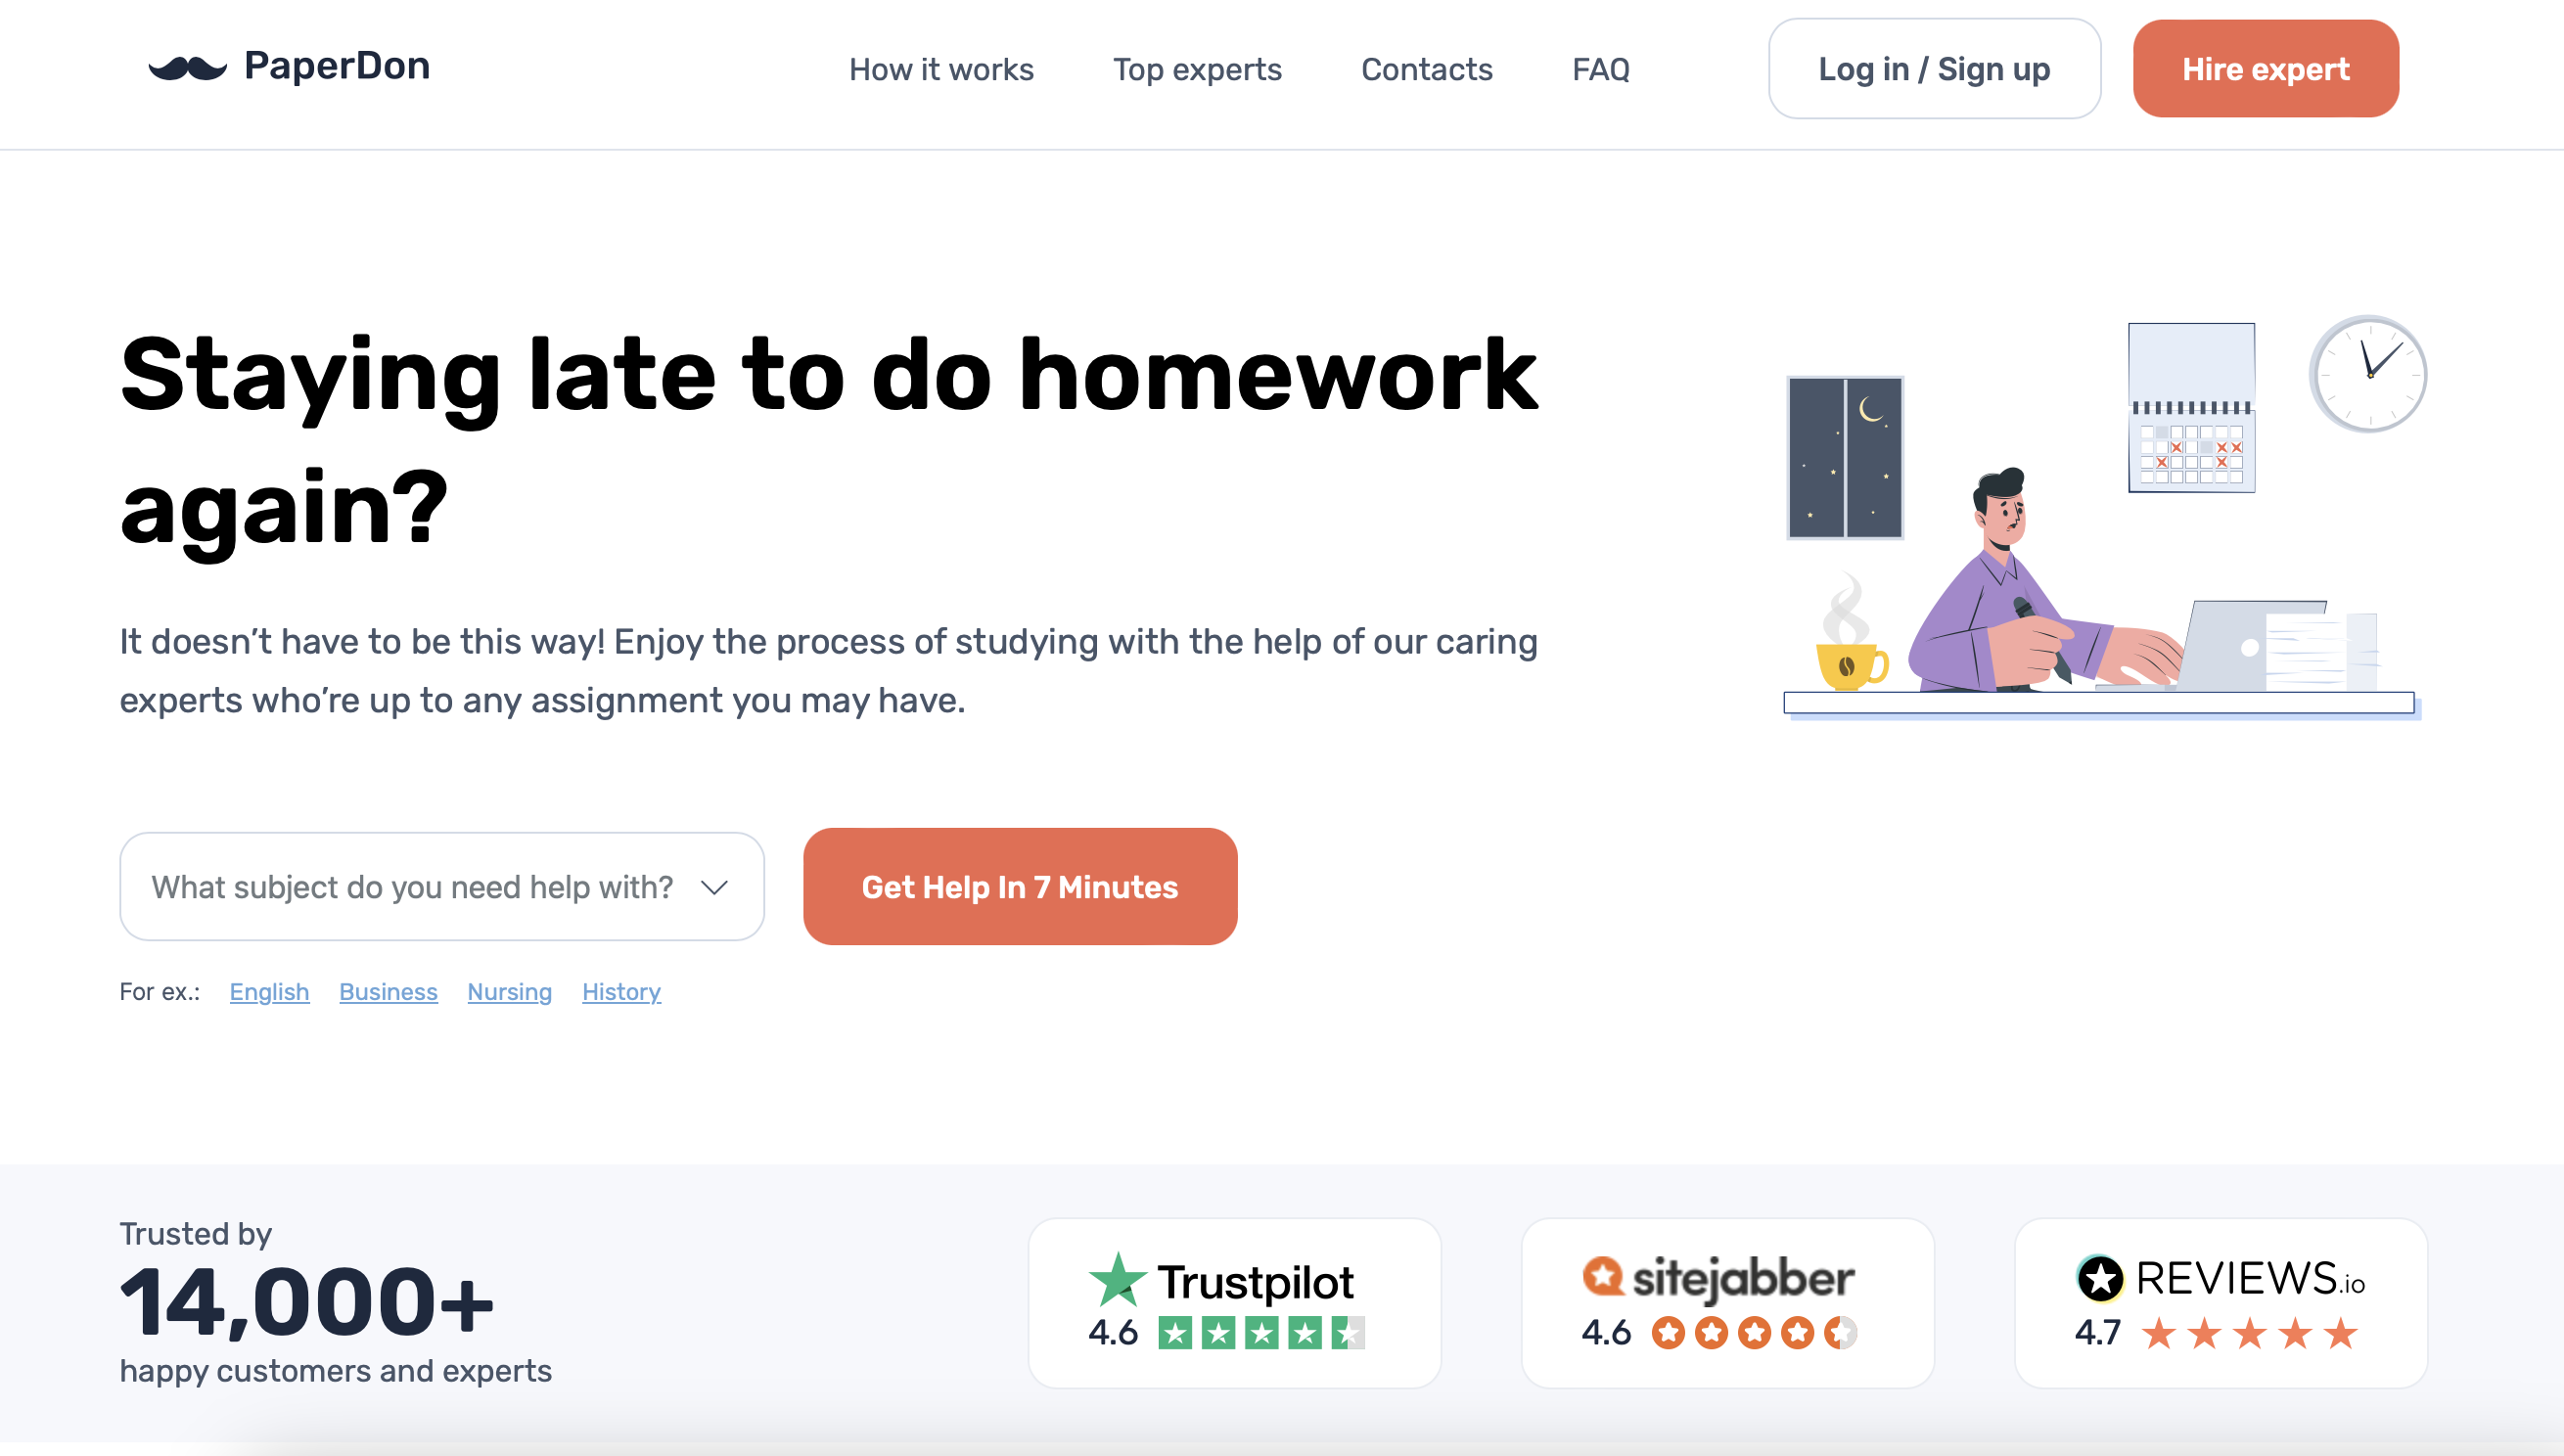 PaperDon
How it works
Top experts
Contacts
FAQ
Log in / Sign up
Hire expert
Staying late to do homework
again?
It doesn’t have to be this way! Enjoy the process of studying with the help of our caring
experts who’re up to any assignment you may have.
What subject do you need help with?
Get Help In 7 Minutes
For ex.: English Business Nursing History
Trusted by
14,000+
happy customers and experts
Trustpilot
4.6
sitejabber
4.6
REVIEWS.io
4.7